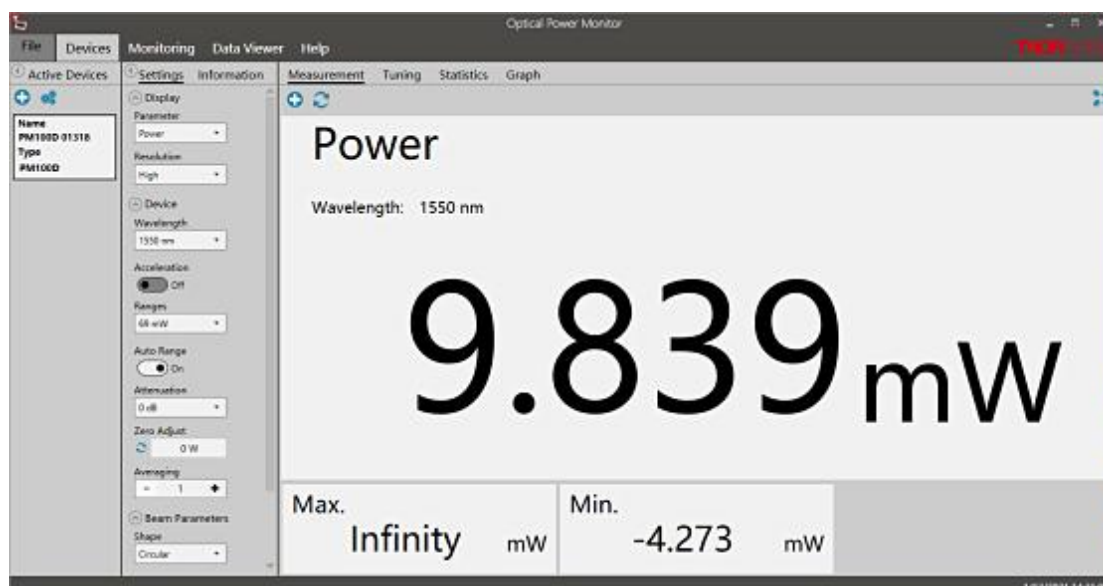 Optical Power Monitor
File Devices Monitoring Data Viewer Help
Active Devices
Name
PM100D 01318
Type
PM100D
Settings Information
Display
Parameter
Power
Resolution
High
Device
Wavelength
1550 nm
Acceleration
Off
Ranges
69 mW
Auto Range
On
Attenuation
0 dB
Zero Adjust
0 W
Averaging
- 1 +
Beam Parameters
Shape
Circular
Measurement Tuning Statistics Graph
Power
Wavelength: 1550 nm
9.839 mW
Max.
Infinity mW
Min.
-4.273 mW